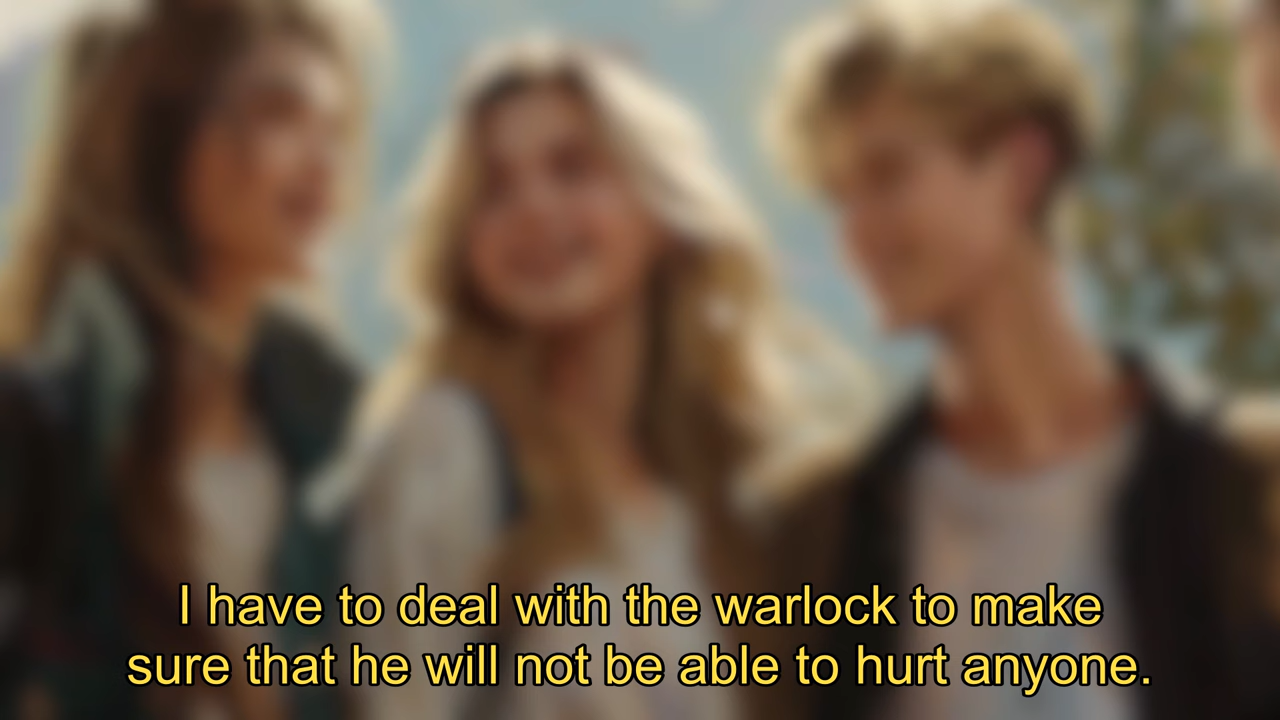 I have to deal with the warlock to make
sure that he will not be able to hurt anyone.